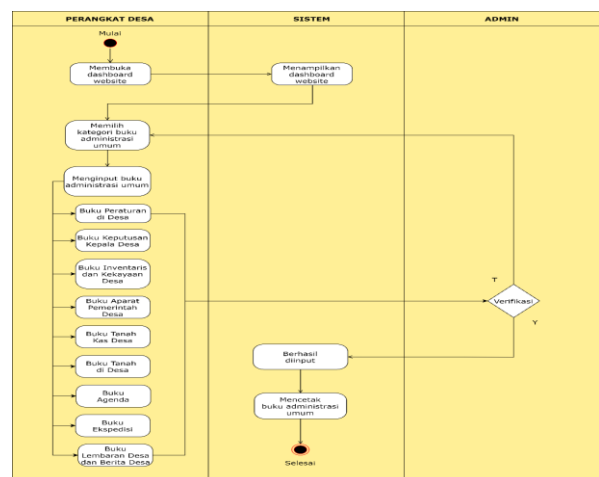 PERANGKAT DESA
SISTEM
ADMIN
Mulai
Membuka
dashboard
website
Menampilkan
dashboard
website
Memilih
kategori buku
administrasi
umum
Menginput buku
administrasi umum
Buku Peraturan
di Desa
Buku Keputusan
Kepala Desa
Buku Inventaris
dan Kekayaan
Desa
Buku Aparat
Pemerintah
Desa
Buku Tanah
Kas Desa
Buku Tanah
di Desa
Buku
Agenda
Buku
Ekspedisi
Buku
Lembaran Desa
dan Berita Desa
T
Verifikasi
Y
Berhasil
diinput
Mencetak
buku administrasi
umum
Selesai